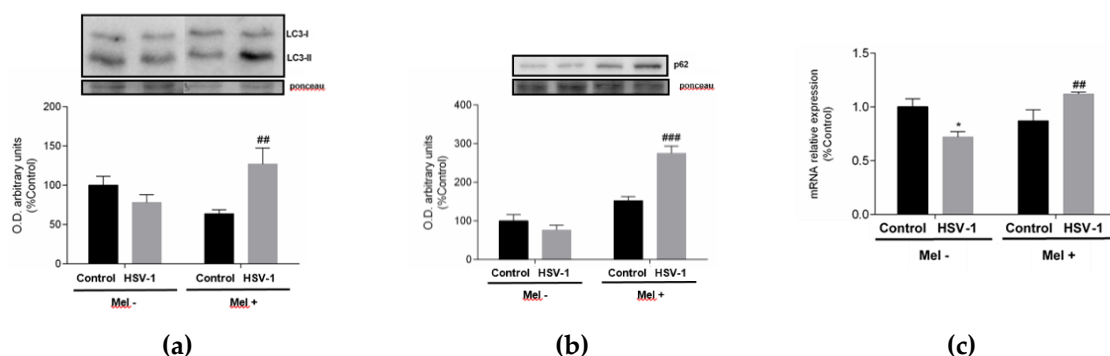 LC3-I
LC3-II
ponceau
O.D. arbitrary units
(%Control)
200
150
100
50
0
##
Control HSV-1 Control HSV-1
Mel - Mel +
(a)
p62
ponceau
O.D. arbitrary units
(%Control)
400
300
200
100
0
###
Control HSV-1 Control HSV-1
Mel - Mel +
(b)
mRNA relative expression
(%Control)
1.5
1.0
0.5
0.0
*
##
Control HSV-1 Control HSV-1
Mel - Mel +
(c)